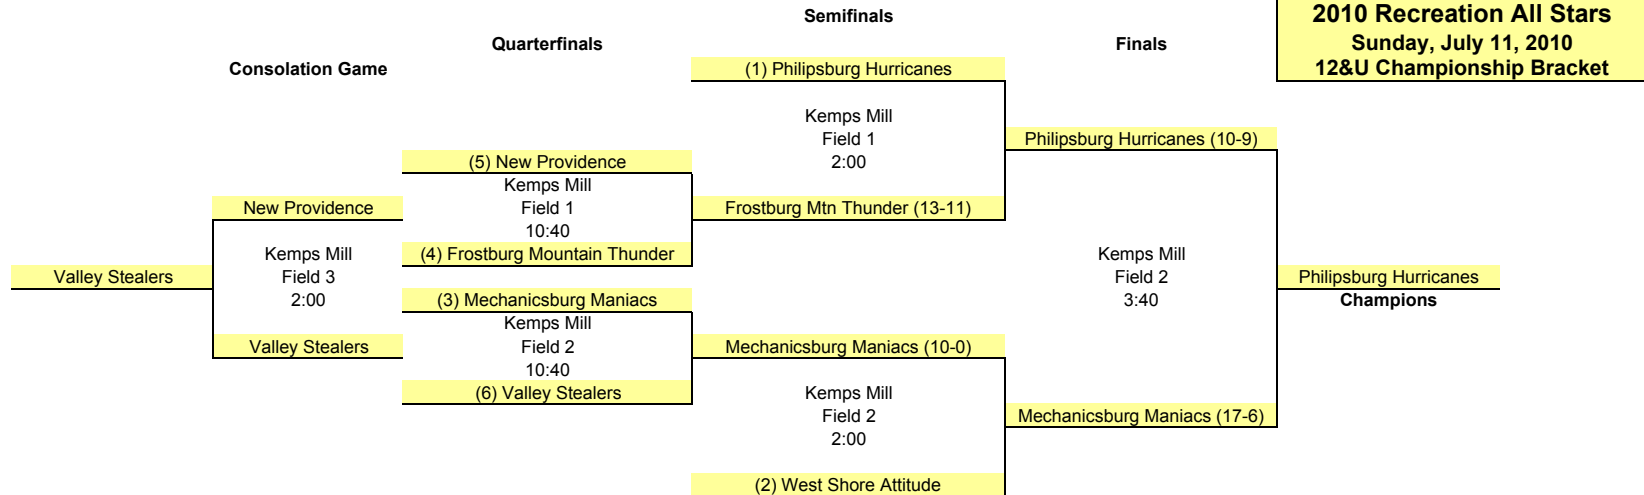 Semifinals
2010 Recreation All Stars
Quarterfinals
Finals
Sunday, July 11, 2010
Consolation Game
(1) Philipsburg Hurricanes
12&U Championship Bracket
Kemps Mill
Field 1
2:00
Philipsburg Hurricanes (10-9)
(5) New Providence
Kemps Mill
Field 1
10:40
New Providence
Frostburg Mtn Thunder (13-11)
(4) Frostburg Mountain Thunder
Kemps Mill
Field 3
2:00
Kemps Mill
Field 2
3:40
Valley Stealers
Philipsburg Hurricanes
Champions
(3) Mechanicsburg Maniacs
Kemps Mill
Field 2
10:40
Valley Stealers
Mechanicsburg Maniacs (10-0)
(6) Valley Stealers
Kemps Mill
Field 2
2:00
Mechanicsburg Maniacs (17-6)
(2) West Shore Attitude